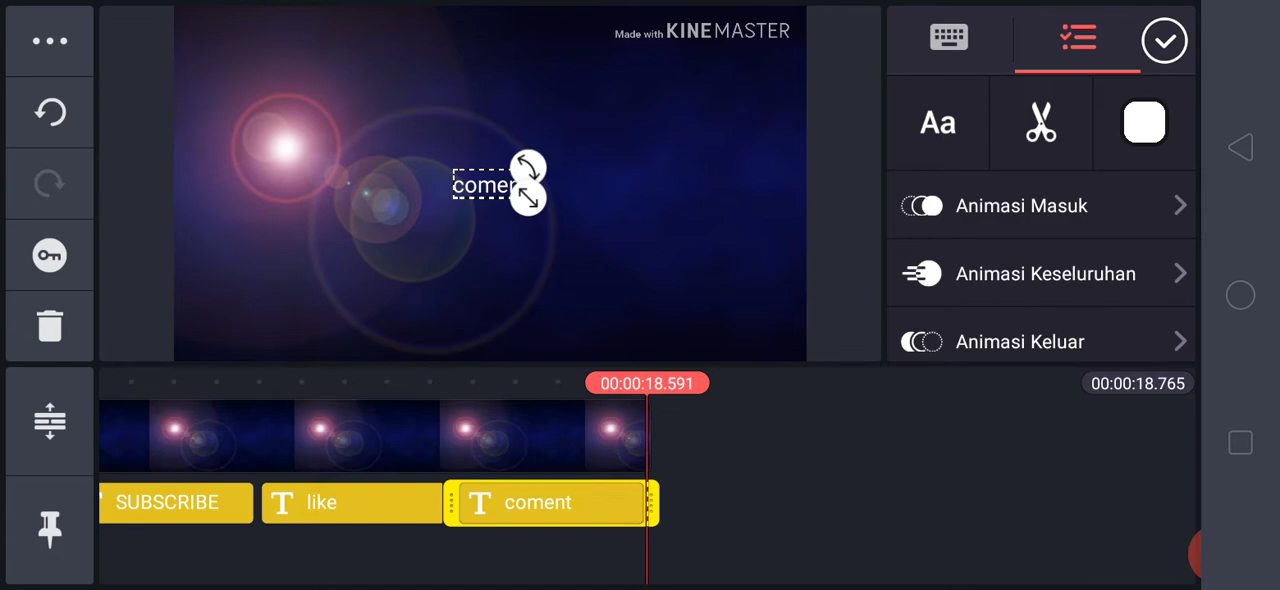 Made with KINEMASTER
comen
Aa
Animasi Masuk
Animasi Keseluruhan
Animasi Keluar
00:00:18.591
00:00:18.765
SUBSCRIBE
T like
T coment